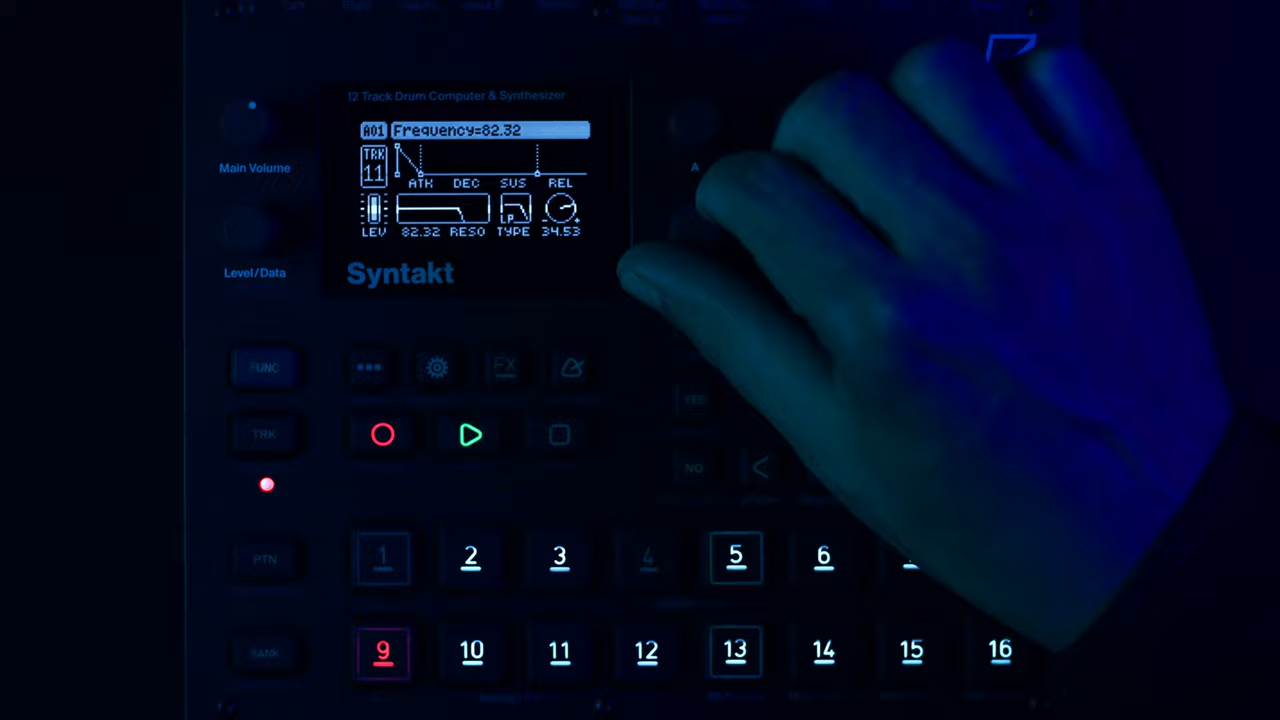 12 Track Drum Computer & Synthesizer
A01 Frequency=82.32
TRK
11
ATK DEC SUS REL
LP
LEV 82.32 RESO TYPE 34.53
Main Volume
A
Level/Data
Syntakt
FUNC
FX
TRK
YES
NO
PTN
1 2 3 4 5 6
BANK
9 10 11 12 13 14 15 16